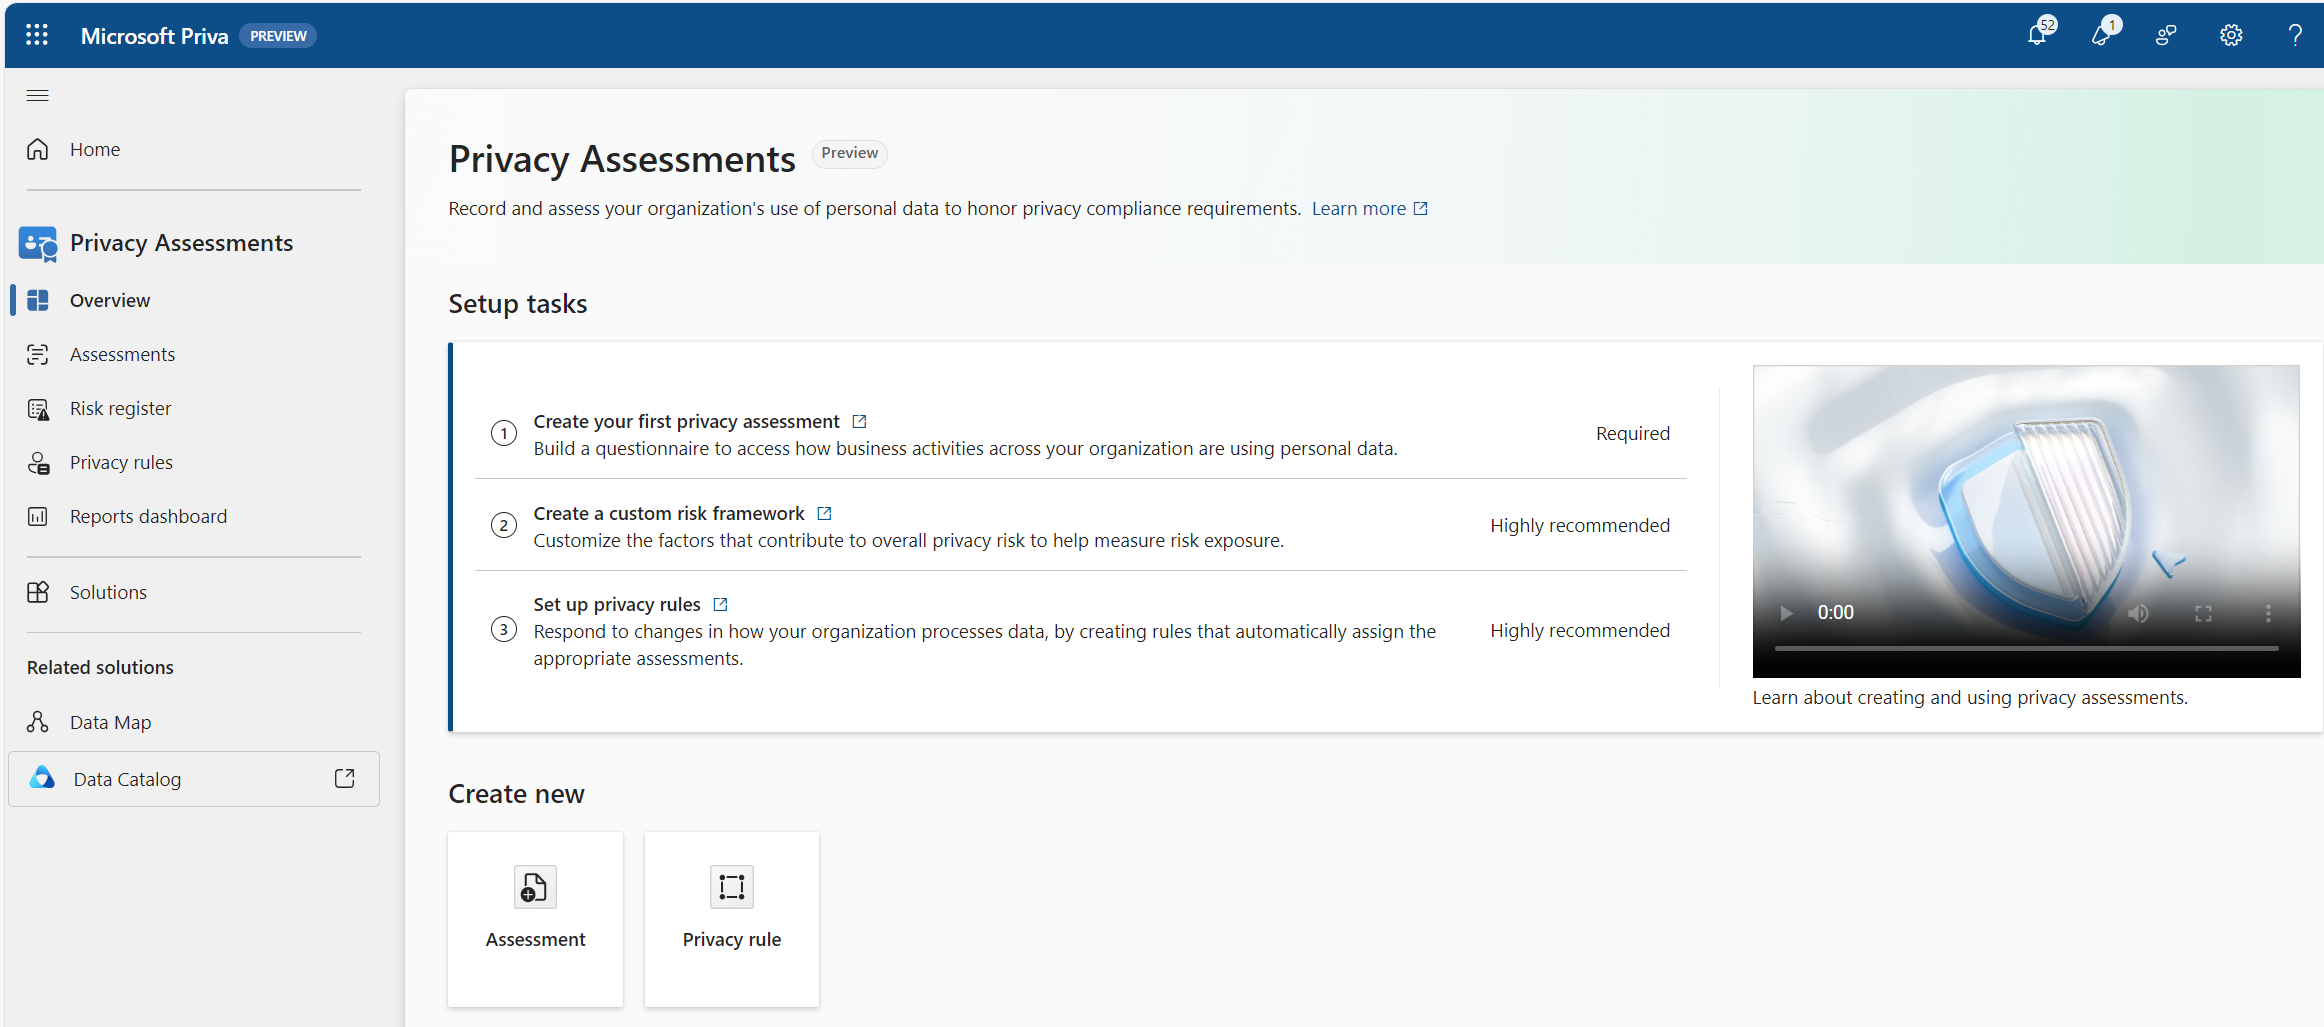 Microsoft Priva PREVIEW
52
1
Home
Privacy Assessments
Overview
Assessments
Risk register
Privacy rules
Reports dashboard
Solutions
Related solutions
Data Map
Data Catalog
Privacy Assessments Preview
Record and assess your organization's use of personal data to honor privacy compliance requirements. Learn more
Setup tasks
1
Create your first privacy assessment
Build a questionnaire to access how business activities across your organization are using personal data.
Required
2
Create a custom risk framework
Customize the factors that contribute to overall privacy risk to help measure risk exposure.
Highly recommended
3
Set up privacy rules
Respond to changes in how your organization processes data, by creating rules that automatically assign the
appropriate assessments.
Highly recommended
0:00
Learn about creating and using privacy assessments.
Create new
Assessment
Privacy rule